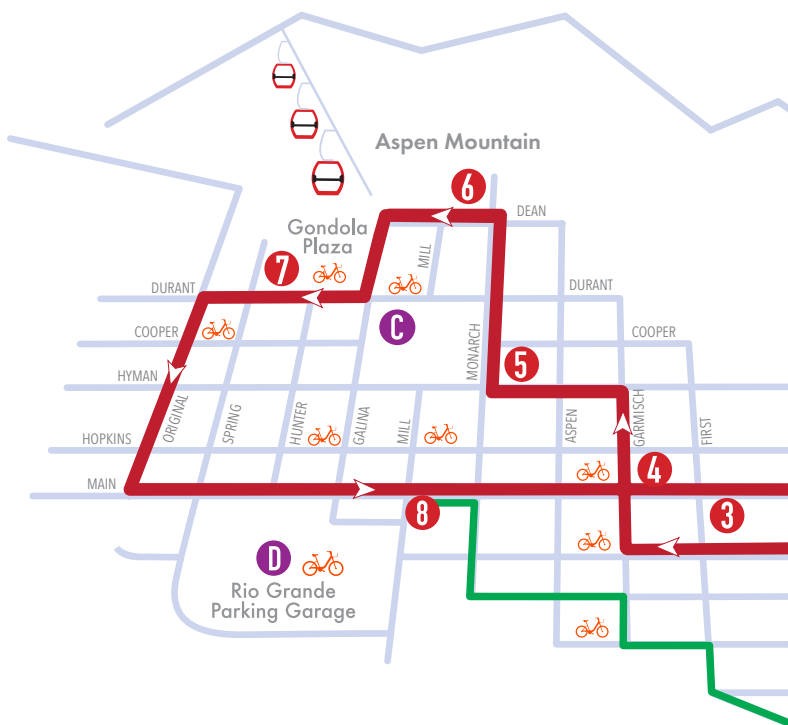 Aspen Mountain
6
DEAN
Gondola
Plaza
MILL
7
DURANT
DURANT
C
COOPER
COOPER
MONARCH
5
HYMAN
ORIGINAL
SPRING
HUNTER
GALINA
MILL
ASPEN
GARMISCH
FIRST
HOPKINS
4
MAIN
8
3
D
Rio Grande
Parking Garage